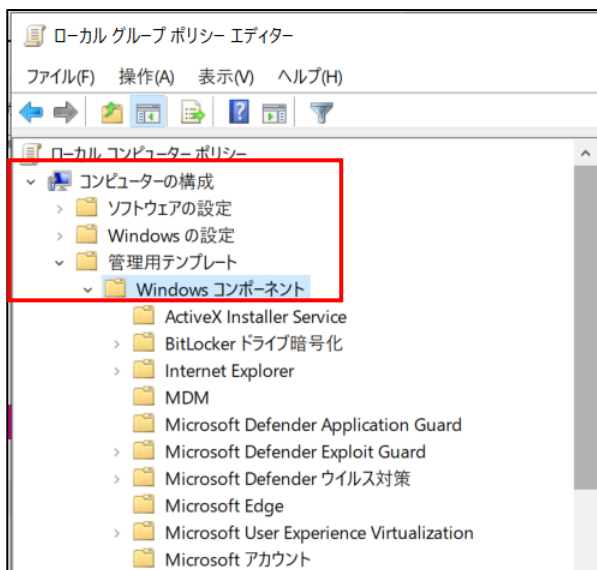 ローカル グループ ポリシー エディター
ファイル(F) 操作(A) 表示(V) ヘルプ(H)
ローカル コンピューター ポリシー
コンピューターの構成
ソフトウェアの設定
Windows の設定
管理用テンプレート
Windows コンポーネント
ActiveX Installer Service
BitLocker ドライブ暗号化
Internet Explorer
MDM
Microsoft Defender Application Guard
Microsoft Defender Exploit Guard
Microsoft Defender ウイルス対策
Microsoft Edge
Microsoft User Experience Virtualization
Microsoft アカウント